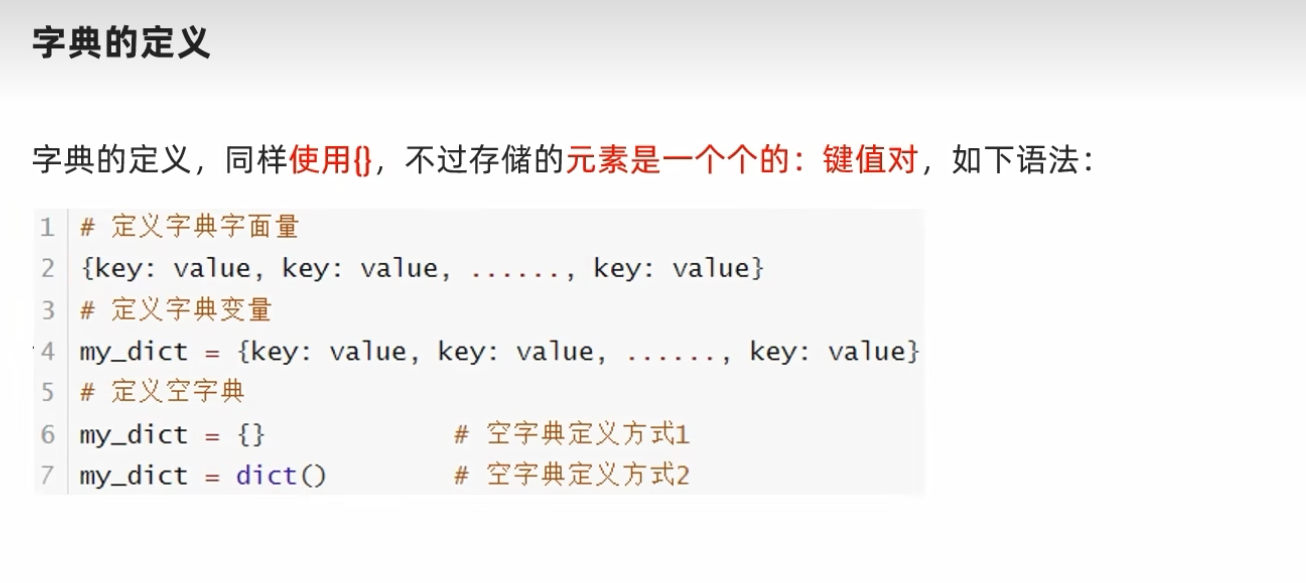 字典的定义
字典的定义，同样使用{}，不过存储的元素是一个个的：键值对，如下语法：
1 # 定义字典字面量
2 {key: value, key: value, ......, key: value}
3 # 定义字典变量
4 my_dict = {key: value, key: value, ......, key: value}
5 # 定义空字典
6 my_dict = {} # 空字典定义方式1
7 my_dict = dict() # 空字典定义方式2